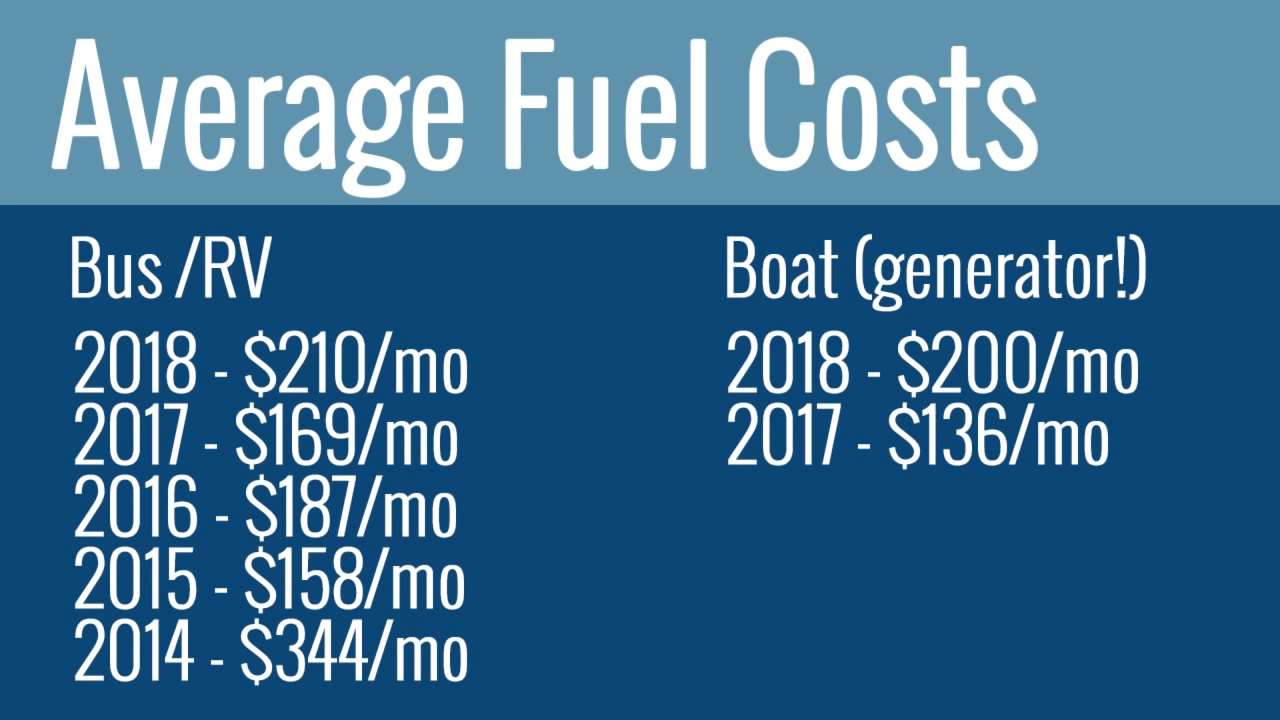 Average Fuel Costs
Bus /RV
2018 - $210/mo
2017 - $169/mo
2016 - $187/mo
2015 - $158/mo
2014 - $344/mo
Boat (generator!)
2018 - $200/mo
2017 - $136/mo